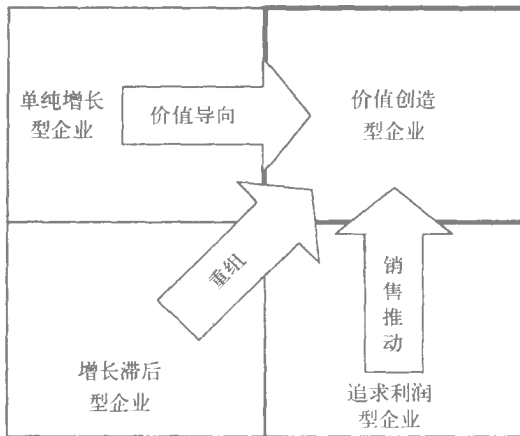 单纯增长
型企业
价值导向
价值创造
型企业
重组
销售推动
增长滞后
型企业
追求利润
型企业